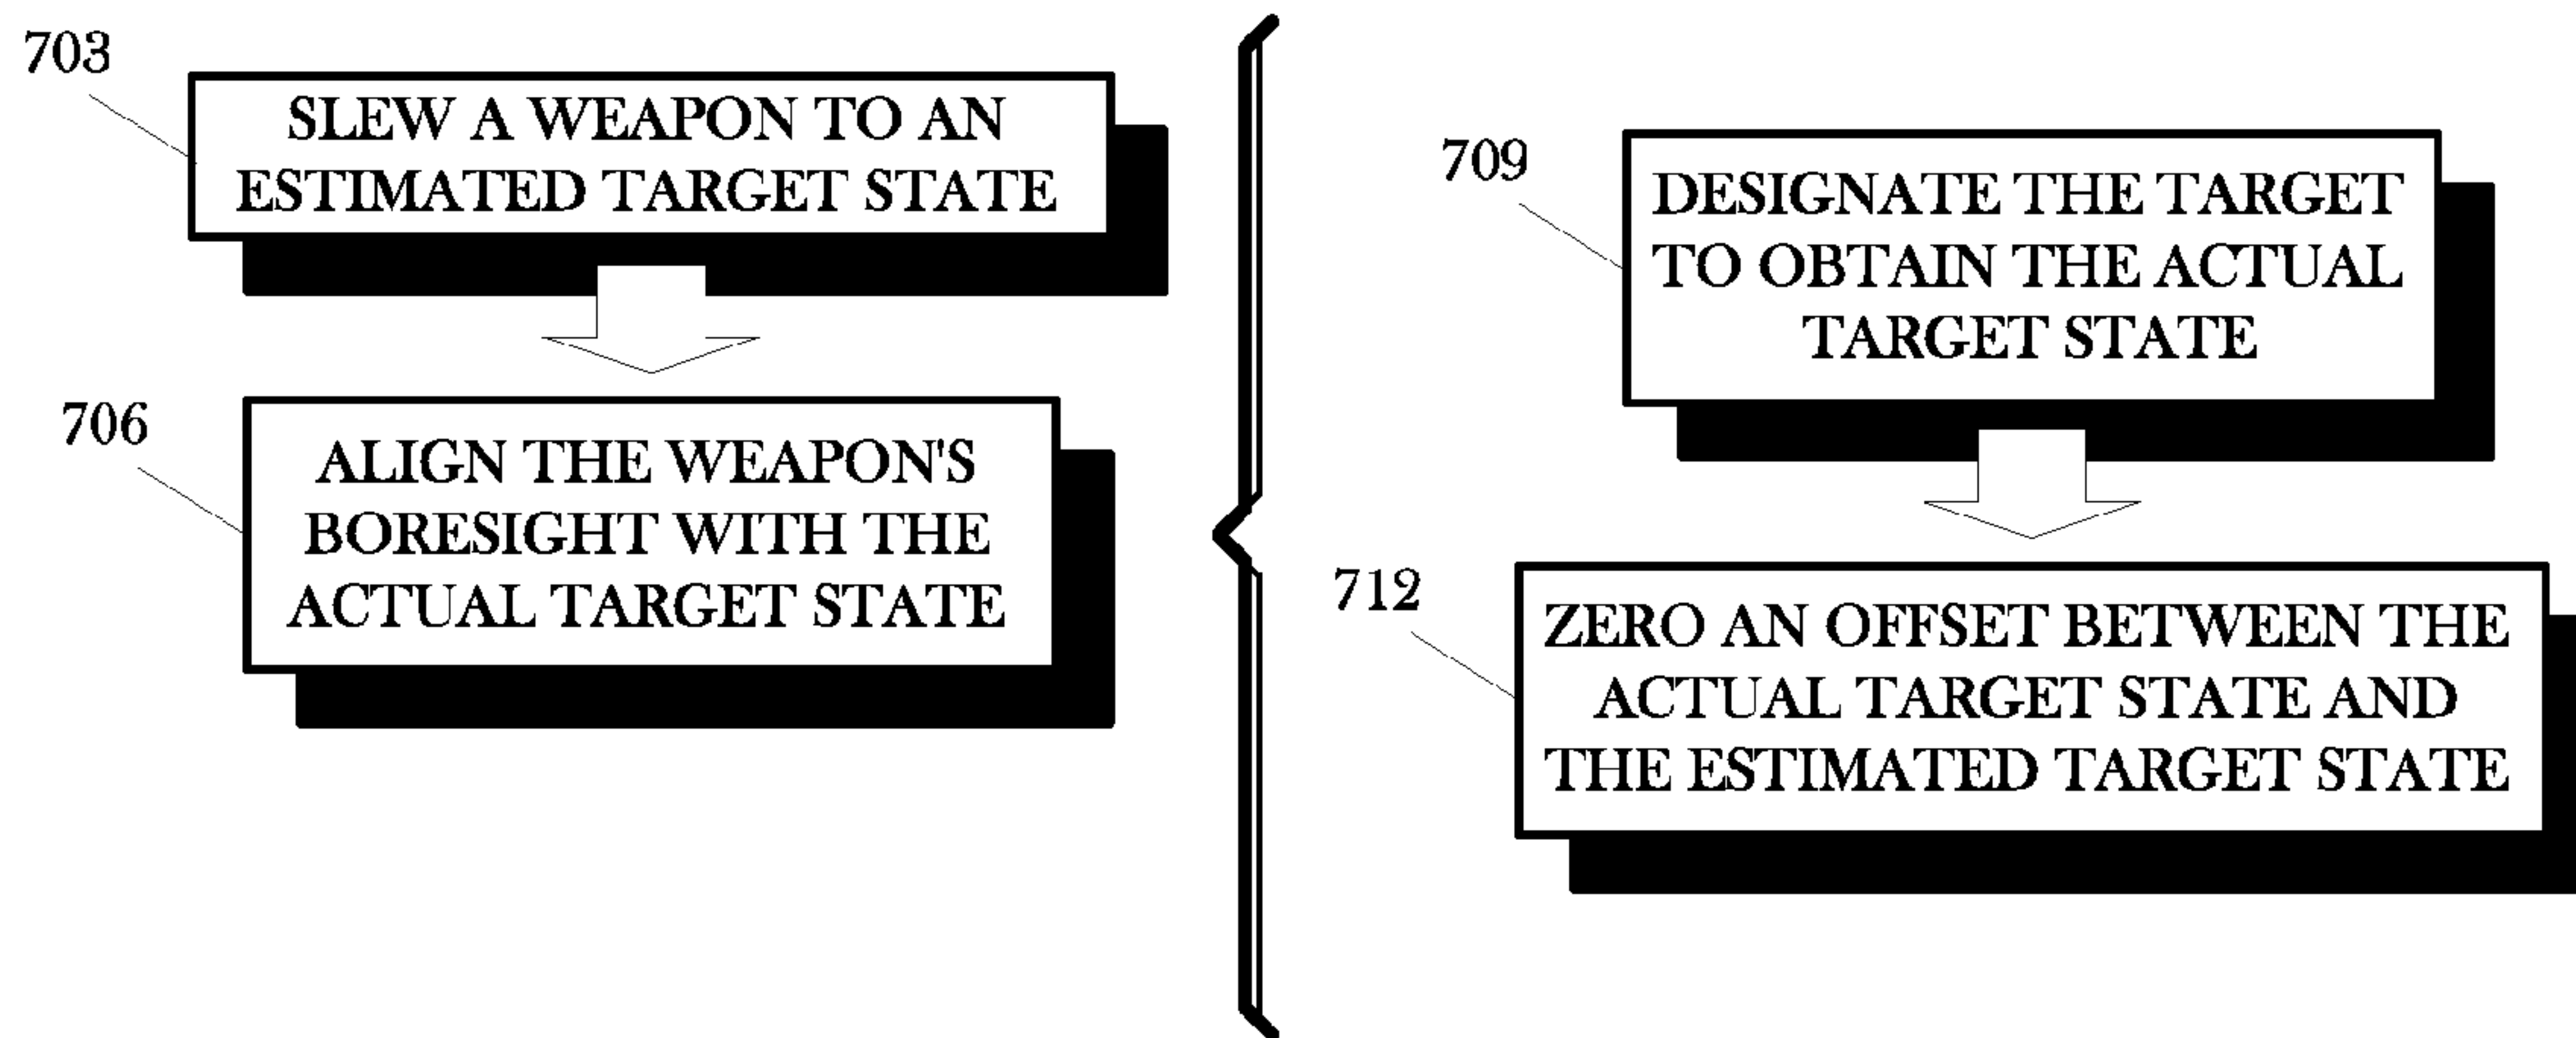 703
SLEW A WEAPON TO AN
ESTIMATED TARGET STATE
706
ALIGN THE WEAPON'S
BORESIGHT WITH THE
ACTUAL TARGET STATE
709
DESIGNATE THE TARGET
TO OBTAIN THE ACTUAL
TARGET STATE
712
ZERO AN OFFSET BETWEEN THE
ACTUAL TARGET STATE AND
THE ESTIMATED TARGET STATE